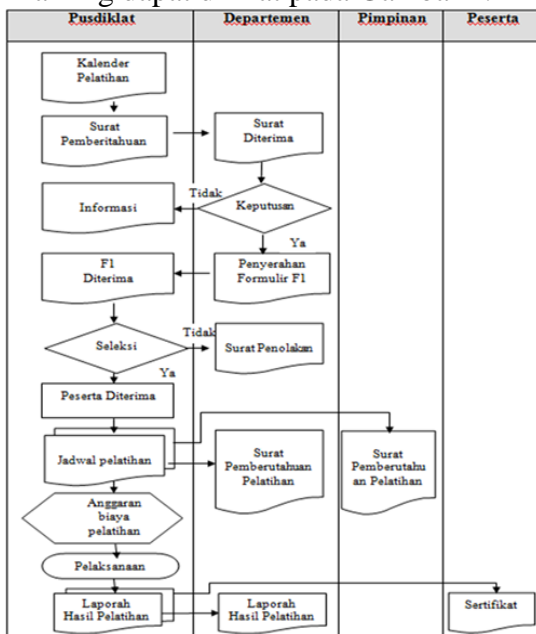 Pusdiklat
Departemen
Pimpinan
Peserta
Kalender
Pelatihan
Surat
Pemberitahuan
Surat
Diterima
Tidak
Informasi
Keputusan
Ya
F1
Diterima
Penyerahan
Formulir F1
Seleksi
Tidak
Surat Penolakan
Ya
Peserta Diterima
Jadwal pelatihan
Surat
Pemberutahuan
Pelatihan
Surat
Pemberutahu
an Pelatihan
Anggaran
biaya
pelatihan
Pelaksanaan
Laporah
Hasil Pelatihan
Laporah
Hasil Pelatihan
Sertifikat